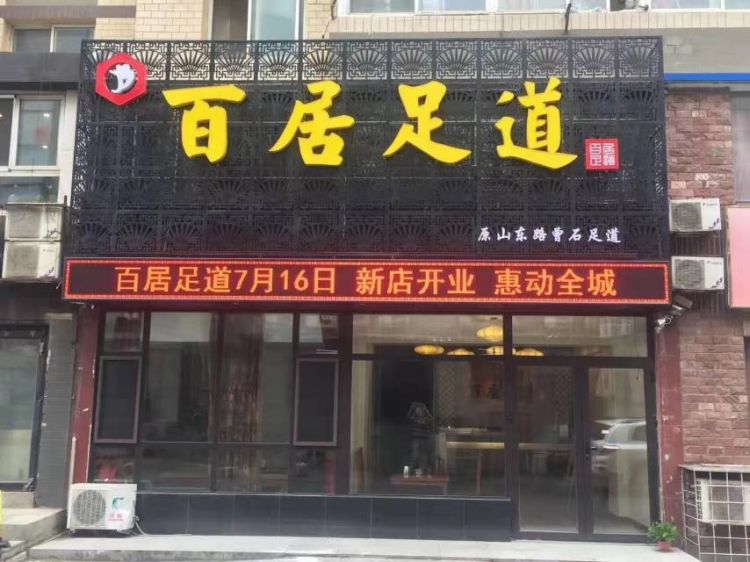 百居足道
原山东路曾石足道
百居足道7月16日 新店开业 惠动全城
百居足道